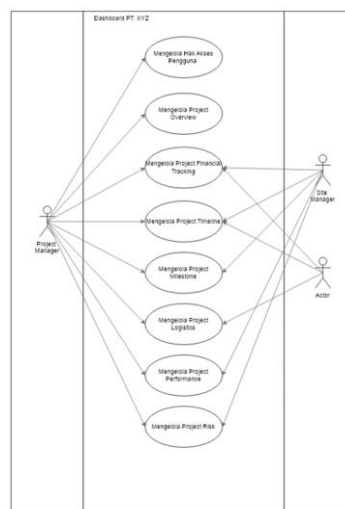 Dashboard PT. XYZ
Mengelola Hak Akses
Pengguna
Mengelola Project
Overview
Mengelola Project Financial
Tracking
Mengelola Project Timeline
Mengelola Project
Milestone
Mengelola Project
Logistics
Mengelola Project
Performance
Mengelola Project Risk
Project
Manager
Site
Manager
Actor